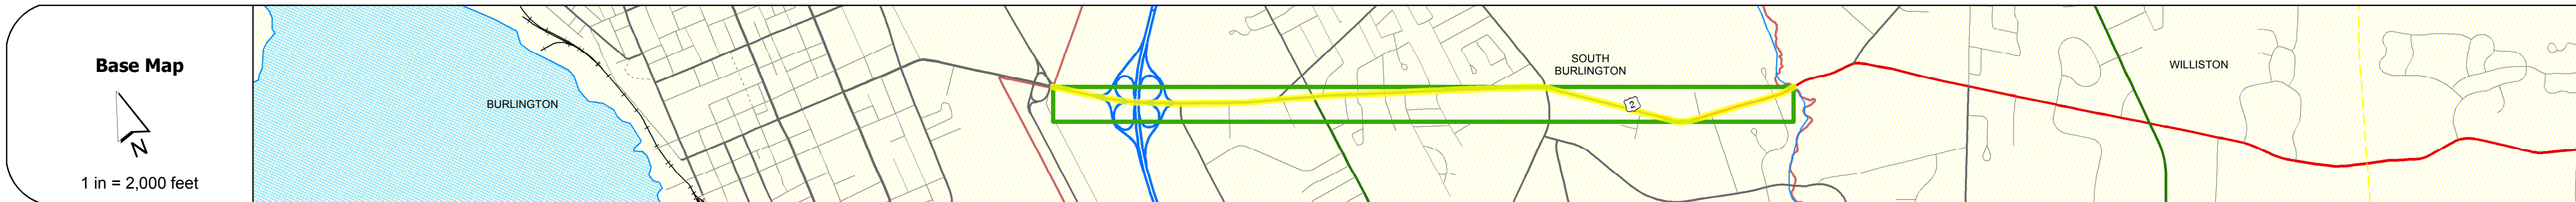 Base Map
N
1 in = 2,000 feet
BURLINGTON
SOUTH
BURLINGTON
2
WILLISTON